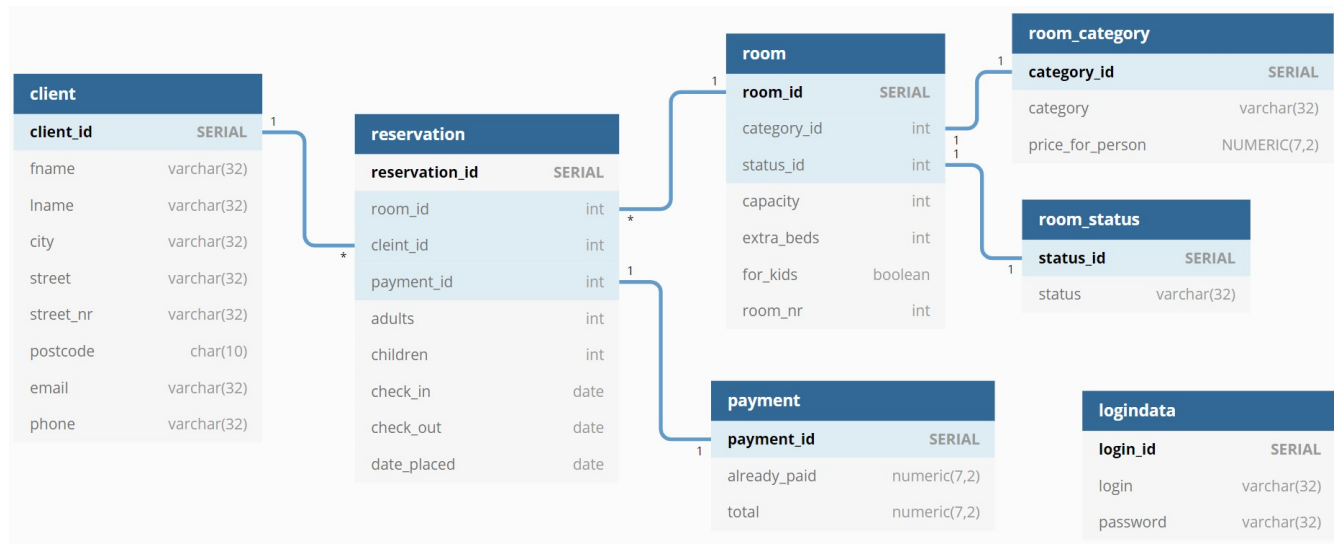 client
client_id SERIAL
fname varchar(32)
lname varchar(32)
city varchar(32)
street varchar(32)
street_nr varchar(32)
postcode char(10)
email varchar(32)
phone varchar(32)
1
*
reservation
reservation_id SERIAL
room_id int
cleint_id int
payment_id int
adults int
children int
check_in date
check_out date
date_placed date
*
1
1
1
room
room_id SERIAL
category_id int
status_id int
capacity int
extra_beds int
for_kids boolean
room_nr int
1
1
1
1
room_category
category_id SERIAL
category varchar(32)
price_for_person NUMERIC(7,2)
room_status
status_id SERIAL
status varchar(32)
payment
payment_id SERIAL
already_paid numeric(7,2)
total numeric(7,2)
logindata
login_id SERIAL
login varchar(32)
password varchar(32)